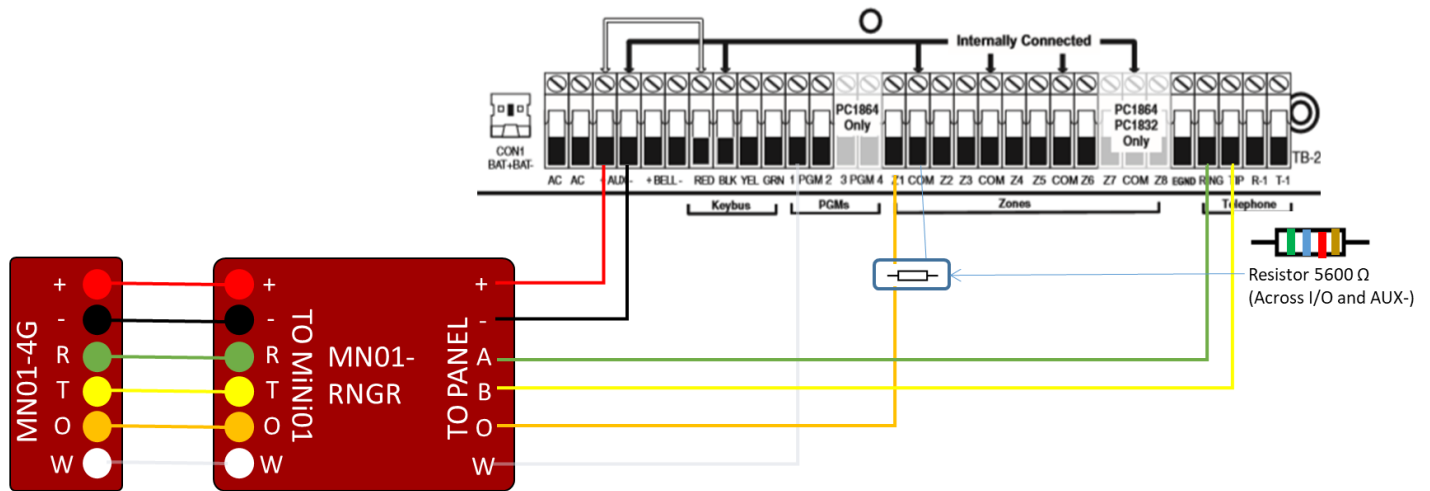 Internally Connected
PC1864
Only
PC1864
PC1832
Only
CON1
BAT+BAT-
TB-2
AC AC + AUX - + BELL - RED BLK YEL GRN 1 PGM 2 3 PGM 4 Z1 COM Z2 Z3 COM Z4 Z5 COM Z6 Z7 COM Z8 EGND RING TIP R-1 T-1
Keybus PGMs Zones Telephone
Resistor 5600 Ω
(Across I/O and AUX-)
MN01-4G
+
-
R
T
O
W
+
-
R
T
O
W
TO MiNi01
MN01-
RNGR
TO PANEL
+
-
A
B
O
W